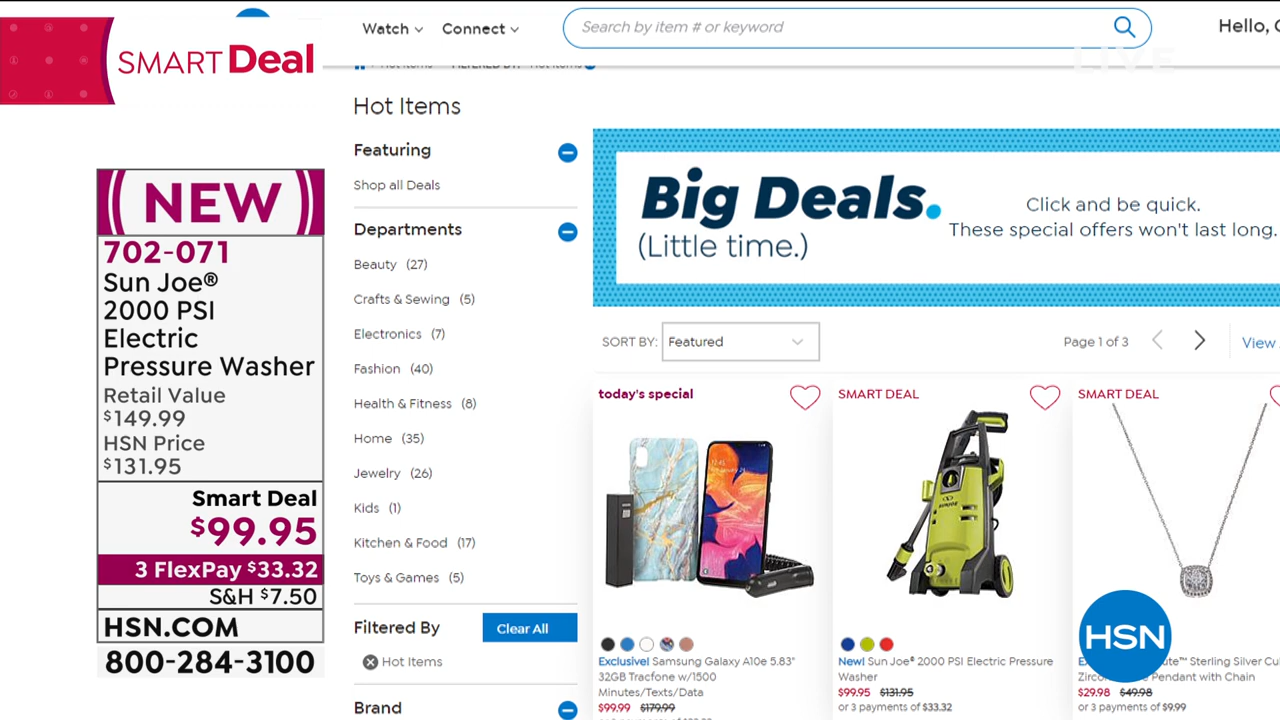 SMART Deal
((NEW))
702-071
Sun Joe®
2000 PSI
Electric
Pressure Washer
Retail Value
$149.99
HSN Price
$131.95
Smart Deal
$99.95
3 FlexPay $33.32
S&H $7.50
HSN.COM
800-284-3100
Watch
Connect
Search by item # or keyword
Hello,
LIVE
Hot Items
Featuring
Shop all Deals
Departments
Beauty (27)
Crafts & Sewing (5)
Electronics (7)
Fashion (40)
Health & Fitness (8)
Home (35)
Jewelry (26)
Kids (1)
Kitchen & Food (17)
Toys & Games (5)
Filtered By
Clear All
Hot Items
Brand
Big Deals.
(Little time.)
Click and be quick.
These special offers won't last long.
SORT BY: Featured
Page 1 of 3
View
today's special
Exclusive! Samsung Galaxy A10e 5.83"
32GB Tracfone w/1500
Minutes/Texts/Data
$99.99 $179.99
SMART DEAL
SUNJOE
New! Sun Joe® 2000 PSI Electric Pressure
Washer
$99.95 $131.95
or 3 payments of $33.32
SMART DEAL
Sterling Silver
Pendant with Chain
$29.98 $49.98
or 3 payments of $9.99
HSN